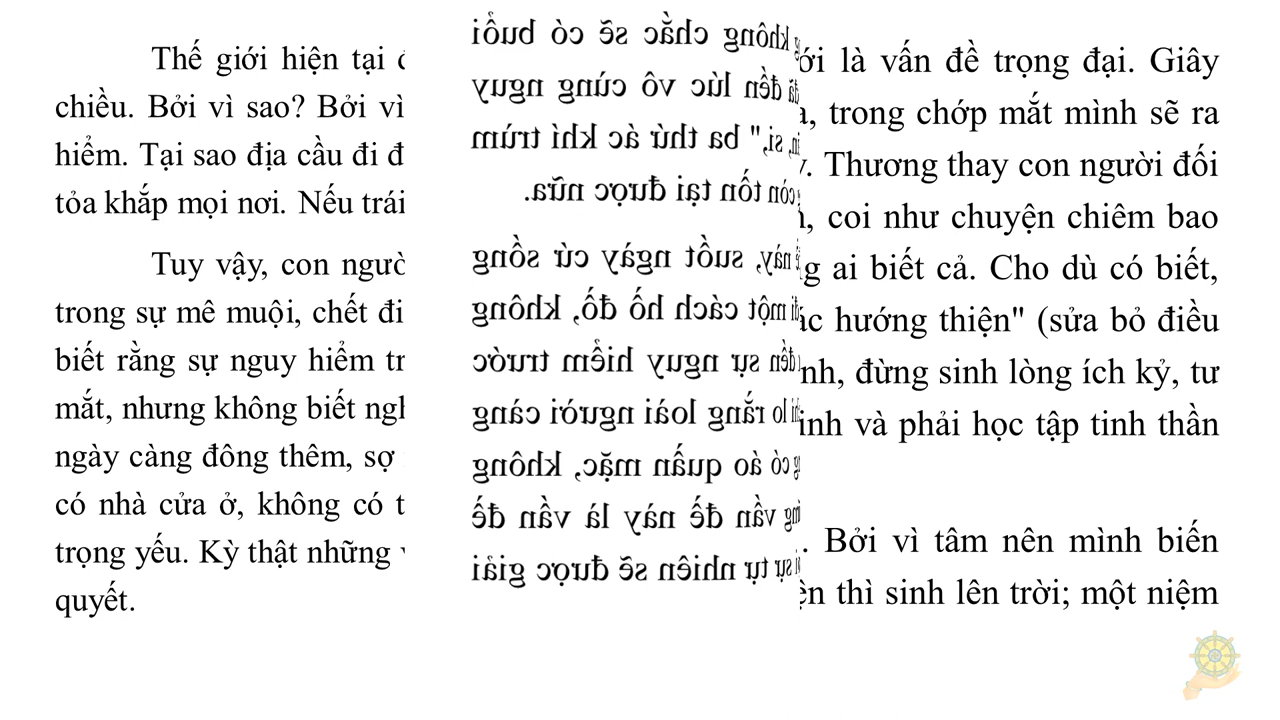 Thế giới hiện tại
chiều. Bởi vì sao? Bởi vì
hiểm. Tại sao địa cầu đi
tỏa khắp mọi nơi. Nếu trái
Tuy vậy, con
trong sự mê muội, chết đi
biết rằng sự nguy hiểm
mắt, nhưng không biết
ngày càng đông thêm, sợ
có nhà cửa ở, không có
trọng yếu. Kỳ thật những
quyết.
không chắc sẽ có buổi
đến lúc vô cùng nguy
si," ba thứ ác khí trùm
còn tồn tại được nữa.
này, suốt ngày cứ sống
đi một cách hồ đồ, không
đến sự nguy hiểm trước
lo rằng loài người càng
có áo quần mặc, không
vấn đề này là vấn đề
sự tự nhiên sẽ được giải
là vấn đề trọng đại. Giây
trong chớp mắt mình sẽ ra
Thương thay con người đối
coi như chuyện chiêm bao
ai biết cả. Cho dù có biết,
hướng thiện" (sửa bỏ điều
đừng sinh lòng ích kỷ, tư
và phải học tập tinh thần
Bởi vì tâm nên mình biến
thì sinh lên trời; một niệm